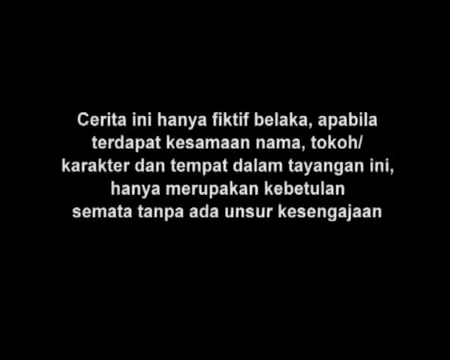 Cerita ini hanya fiktif belaka, apabila
terdapat kesamaan nama, tokoh/
karakter dan tempat dalam tayangan ini,
hanya merupakan kebetulan
semata tanpa ada unsur kesengajaan